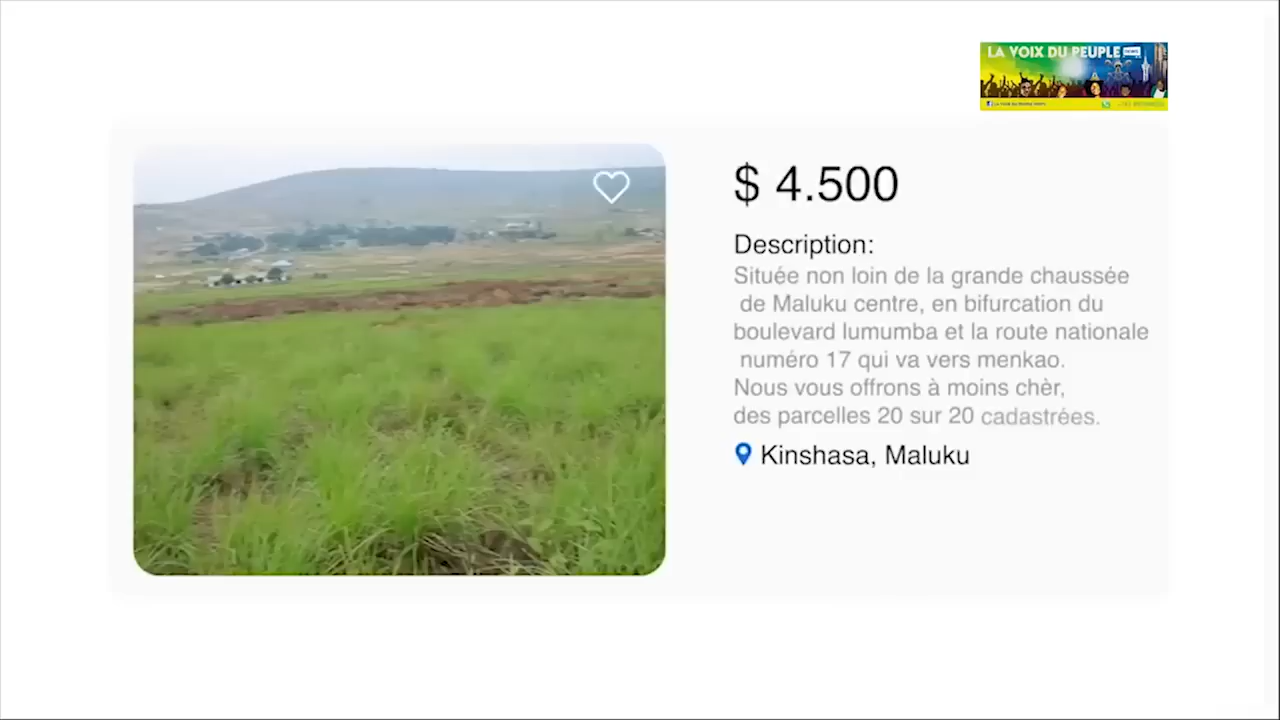 LA VOIX DU PEUPLE
$ 4.500
Description:
Située non loin de la grande chaussée
de Maluku centre, en bifurcation du
boulevard lumumba et la route nationale
numéro 17 qui va vers menkao.
Nous vous offrons à moins chèr,
des parcelles 20 sur 20 cadastrées.
Kinshasa, Maluku